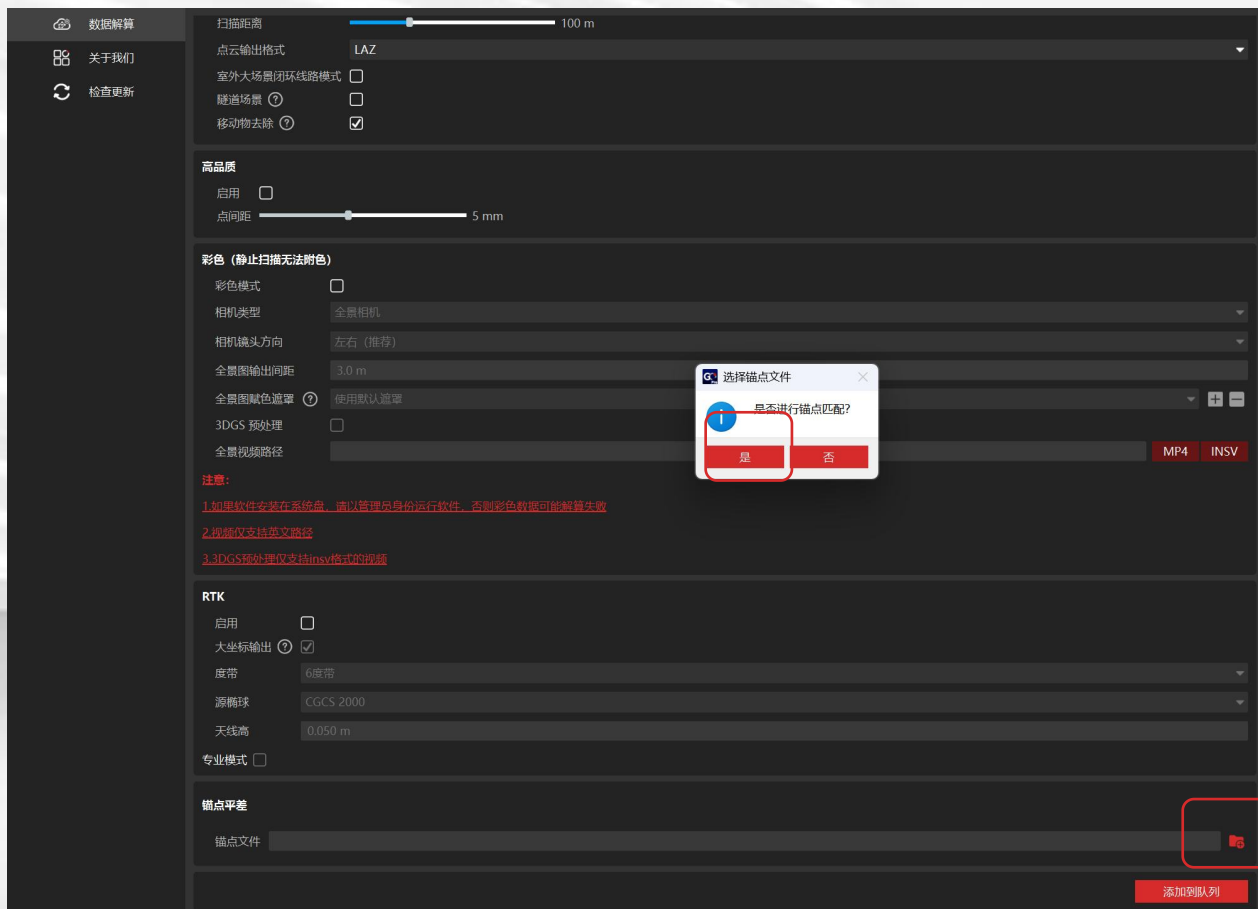 数据解算
关于我们
检查更新
扫描距离 100 m
点云输出格式 LAZ
室外大场景闭环线路模式
隧道场景 ?
移动物去除 ?
高品质
启用
点间距 5 mm
彩色（静止扫描无法附色）
彩色模式
相机类型 全景相机
相机镜头方向 左右（推荐）
全景图输出间距 3.0 m
全景图赋色遮罩 ? 使用默认遮罩
3DGS 预处理
全景视频路径 MP4 INSV
选择锚点文件
是否进行锚点匹配?
是 否
注意:
1.如果软件安装在系统盘，请以管理员身份运行软件，否则彩色数据可能解算失败
2.视频仅支持英文路径
3.3DGS预处理仅支持insv格式的视频
RTK
启用
大坐标输出 ?
度带 6度带
源椭球 CGCS 2000
天线高 0.050 m
专业模式
锚点平差
锚点文件
添加到队列